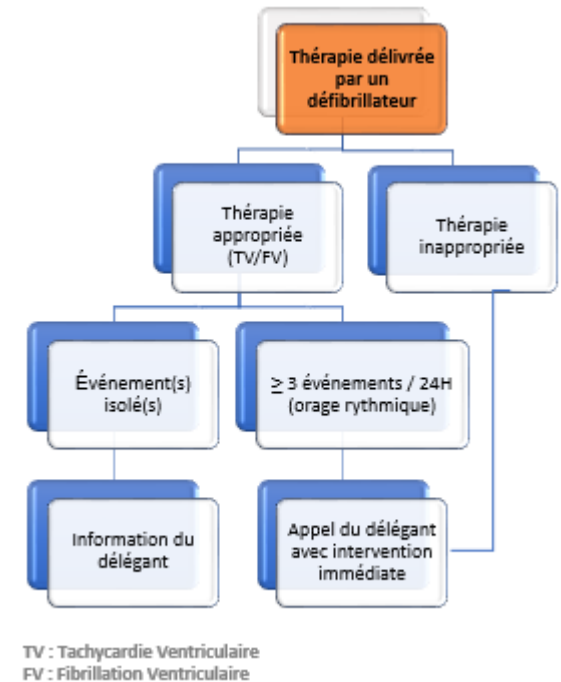 Thérapie délivrée
par un
défibrillateur
Thérapie
appropriée
(TV/FV)
Thérapie
inappropriée
Événement(s)
isolé(s)
≥ 3 événements / 24H
(orage rythmique)
Information du
délégant
Appel du délégant
avec intervention
immédiate
TV : Tachycardie Ventriculaire
FV : Fibrillation Ventriculaire